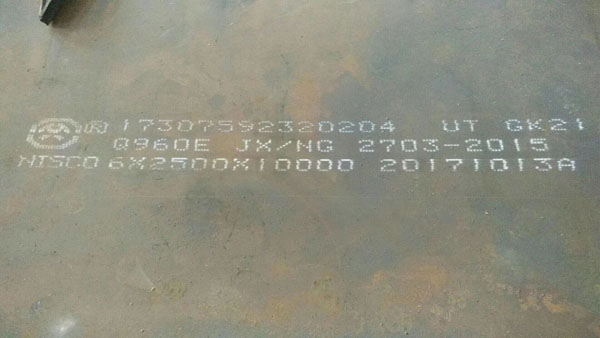 ® 17307592320204 UT GK21
Q960E JX/NG 2703-2015
NISCO 6X2500X10000 20171013A